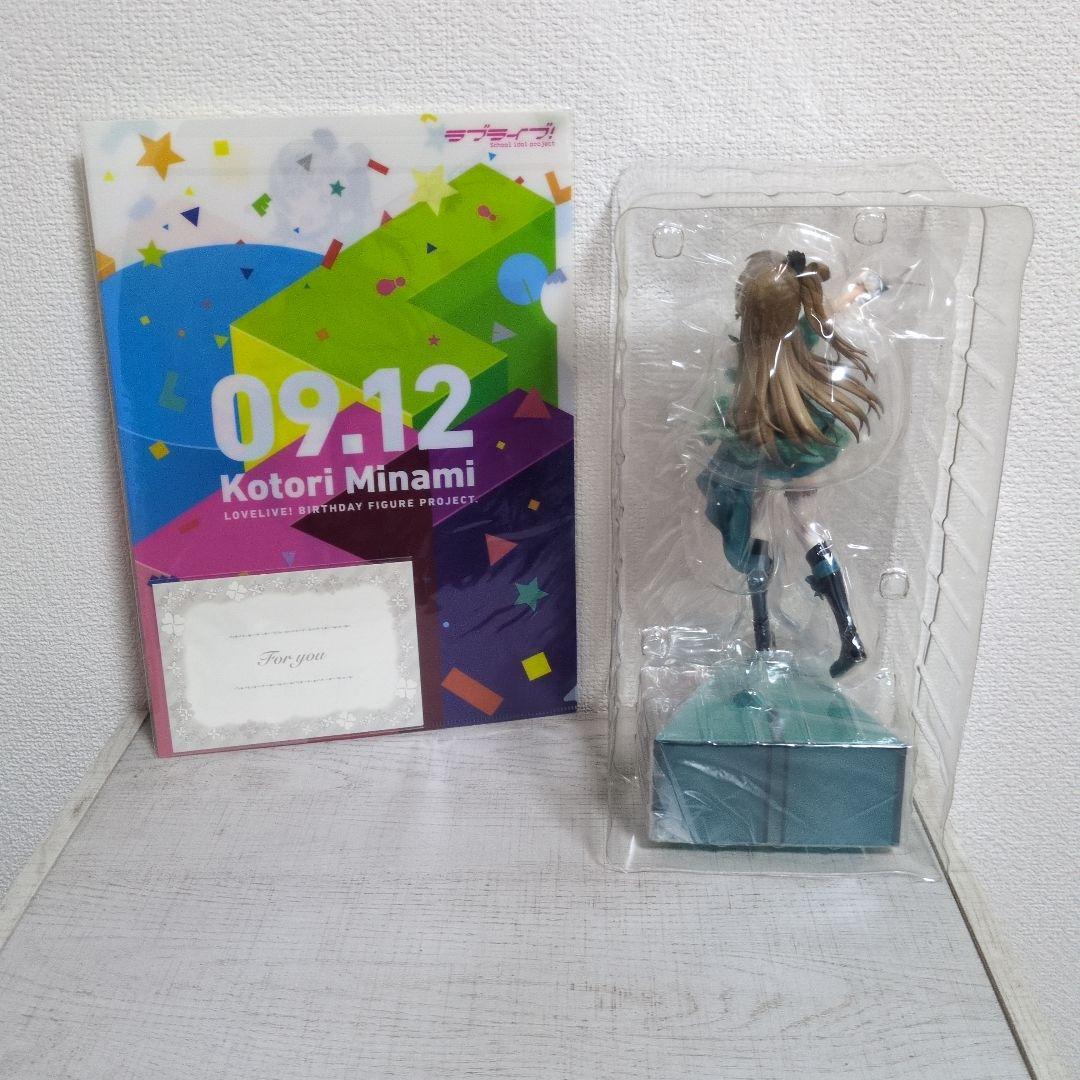 ラブライブ!
School idol project
09.12
Kotori Minami
LOVELIVE! BIRTHDAY FIGURE PROJECT.
For you